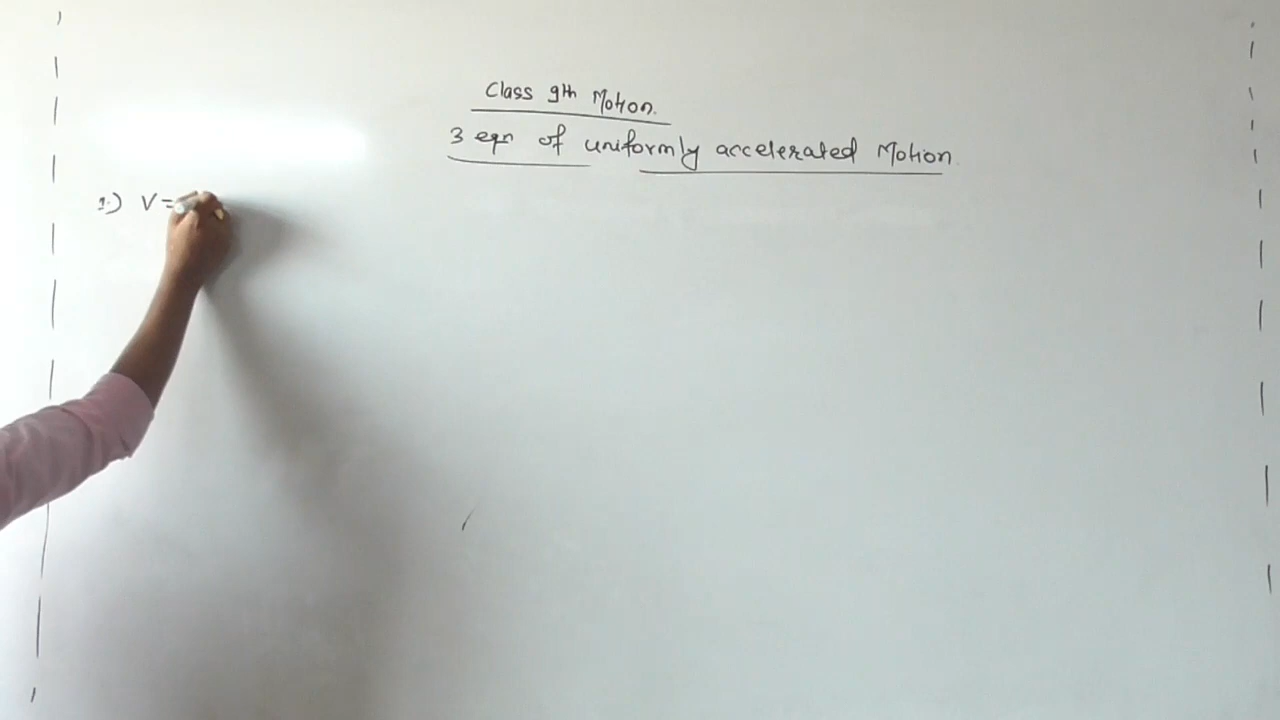 Class 9th Motion.
3 eqn of uniformly accelerated Motion.
1.) V =